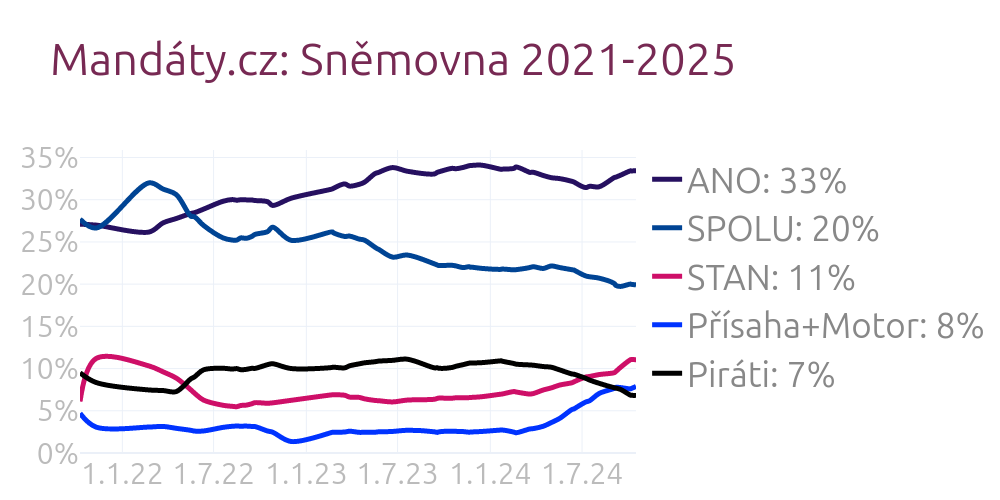 Mandáty.cz: Sněmovna 2021-2025
35%
30%
25%
20%
15%
10%
5%
0%
1.1.22 1.7.22 1.1.23 1.7.23 1.1.24 1.7.24
ANO: 33%
SPOLU: 20%
STAN: 11%
Přísaha+Motor: 8%
Piráti: 7%